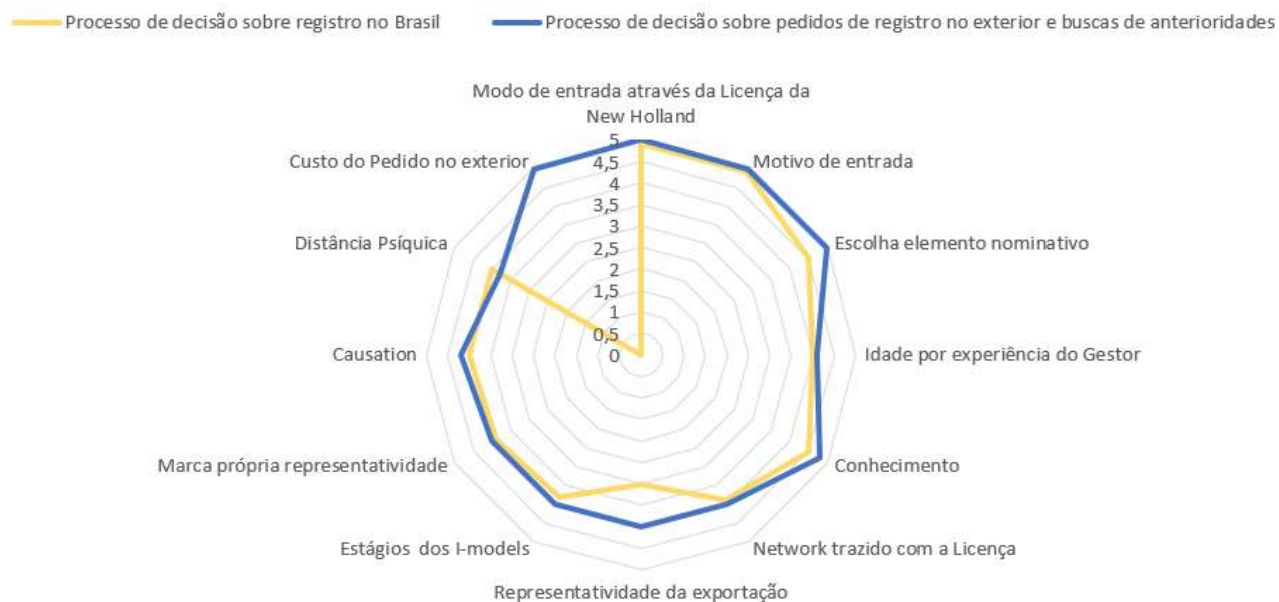 Processo de decisão sobre registro no Brasil
Processo de decisão sobre pedidos de registro no exterior e buscas de anterioridades
Modo de entrada através da Licença da
New Holland
Custo do Pedido no exterior
Motivo de entrada
Distância Psíquica
Escolha elemento nominativo
Causation
Idade por experiência do Gestor
Marca própria representatividade
Conhecimento
Estágios dos I-models
Network trazido com a Licença
Representatividade da exportação
5
4,5
4
3,5
3
2,5
2
1,5
1
0,5
0